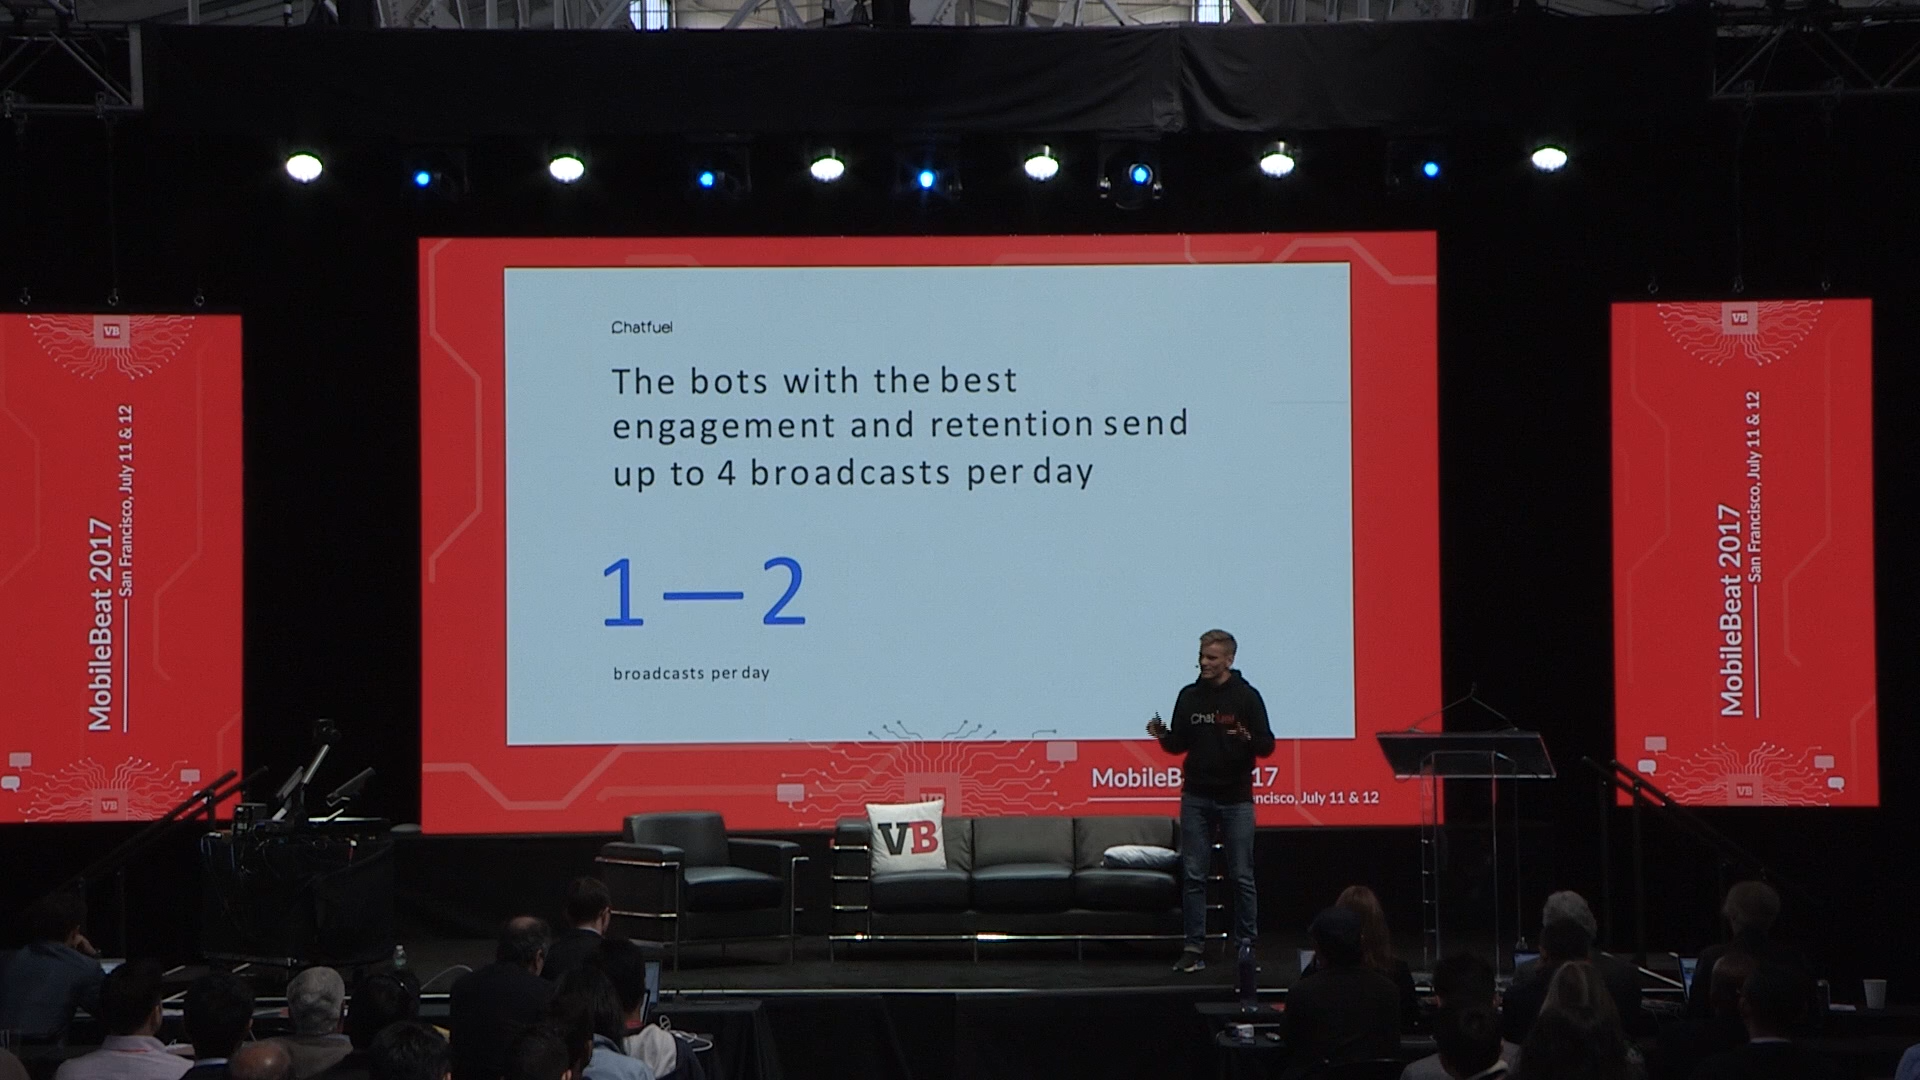 Chatfuel
The bots with the best
engagement and retention send
up to 4 broadcasts per day
1—2
broadcasts per day
VB
MobileBeat 2017
San Francisco, July 11 & 12
VB
VB
MobileBeat 2017
San Francisco, July 11 & 12
VB
MobileB 17
ncisco, July 11 & 12
VB
Chatfuel